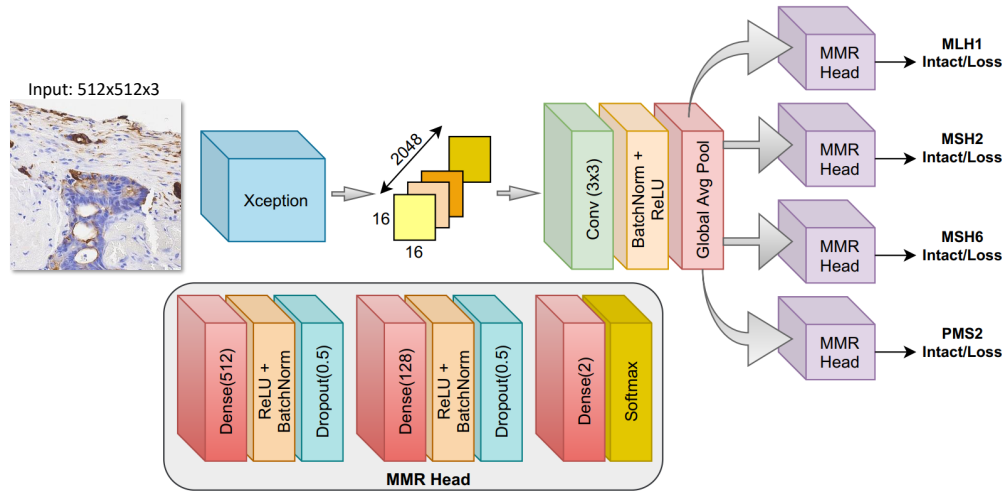 Input: 512x512x3
Xception
2048
16
16
Conv (3x3)
BatchNorm +
ReLU
Global Avg Pool
MMR
Head
MLH1
Intact/Loss
MMR
Head
MSH2
Intact/Loss
MMR
Head
MSH6
Intact/Loss
MMR
Head
PMS2
Intact/Loss
Dense(512)
ReLU +
BatchNorm
Dropout(0.5)
Dense(128)
ReLU +
BatchNorm
Dropout(0.5)
Dense(2)
Softmax
MMR Head